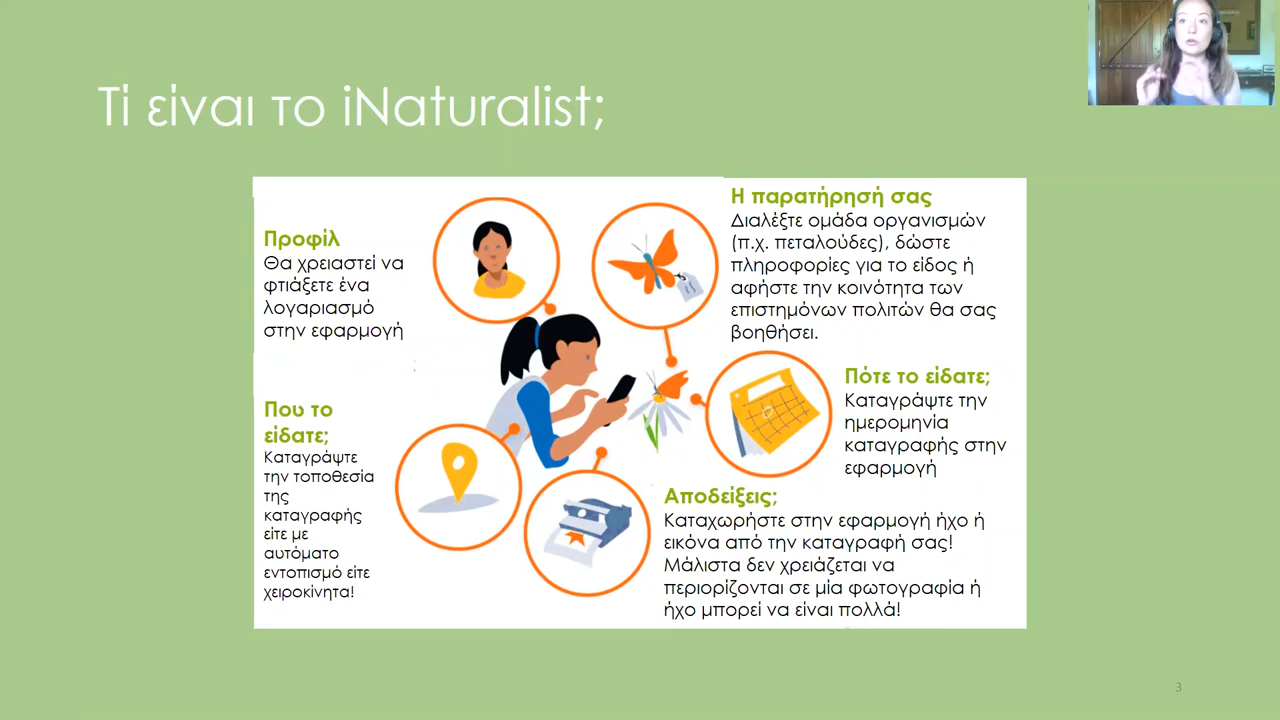 Τί είναι το iNaturalist;
Προφίλ
Θα χρειαστεί να
φτιάξετε ένα
λογαριασμό
στην εφαρμογή
Η παρατήρησή σας
Διαλέξτε ομάδα οργανισμών
(π.χ. πεταλούδες), δώστε
πληροφορίες για το είδος ή
αφήστε την κοινότητα των
επιστημόνων πολιτών θα σας
βοηθήσει.
Πότε το είδατε;
Καταγράψτε την
ημερομηνία
καταγραφής στην
εφαρμογή
Που το
είδατε;
Καταγράψτε
την τοποθεσία
της
καταγραφής
είτε με
αυτόματο
εντοπισμό είτε
χειροκίνητα!
Αποδείξεις;
Καταχωρήστε στην εφαρμογή ήχο ή
εικόνα από την καταγραφή σας!
Μάλιστα δεν χρειάζεται να
περιορίζονται σε μία φωτογραφία ή
ήχο μπορεί να είναι πολλά!
3